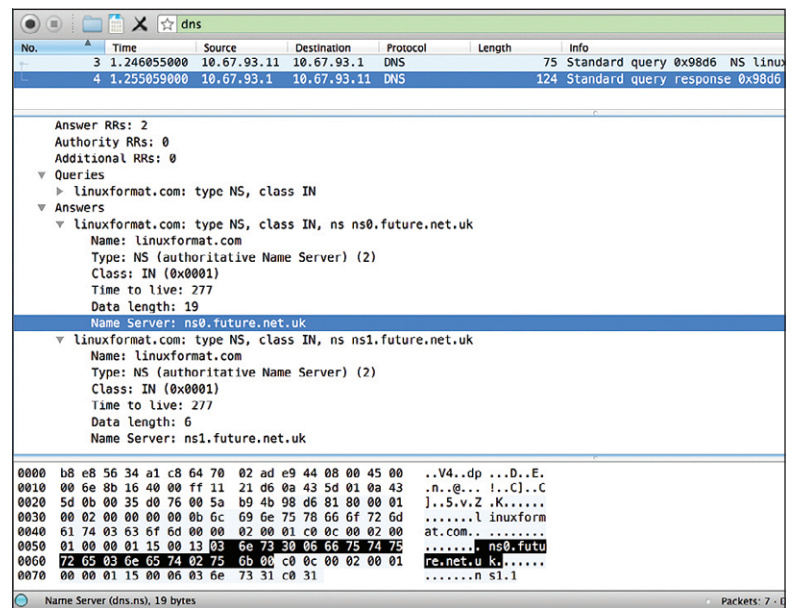 dns
No. Time Source Destination Protocol Length Info
3 1.246055000 10.67.93.11 10.67.93.1 DNS 75 Standard query 0x98d6 NS linux
4 1.255059000 10.67.93.1 10.67.93.11 DNS 124 Standard query response 0x98d6
Answer RRs: 2
Authority RRs: 0
Additional RRs: 0
Queries
linuxformat.com: type NS, class IN
Answers
linuxformat.com: type NS, class IN, ns ns0.future.net.uk
Name: linuxformat.com
Type: NS (authoritative Name Server) (2)
Class: IN (0x0001)
Time to live: 277
Data length: 19
Name Server: ns0.future.net.uk
linuxformat.com: type NS, class IN, ns ns1.future.net.uk
Name: linuxformat.com
Type: NS (authoritative Name Server) (2)
Class: IN (0x0001)
Time to live: 277
Data length: 6
Name Server: ns1.future.net.uk
0000 b8 e8 56 34 a1 c8 64 70 02 ad e9 44 08 00 45 00 ..V4..dp ...D..E.
0010 00 6e 8b 16 40 00 ff 11 21 d6 0a 43 5d 01 0a 43 .n..@... !..C]..C
0020 5d 0b 00 35 d0 76 00 5a b9 4b 98 d6 81 80 00 01 ]..5.v.Z .K......
0030 00 02 00 00 00 00 0b 6c 69 6e 75 78 66 6f 72 6d .......l inuxform
0040 61 74 03 63 6f 6d 00 00 02 00 01 c0 0c 00 02 00 at.com.. ........
0050 01 00 00 01 15 00 13 03 6e 73 30 06 66 75 74 75 ........ ns0.futu
0060 72 65 03 6e 65 74 02 75 6b 00 c0 0c 00 02 00 01 re.net.u k.......
0070 00 00 01 15 00 06 03 6e 73 31 c0 31 .......n s1.1
Name Server (dns.ns), 19 bytes Packets: 7 ·